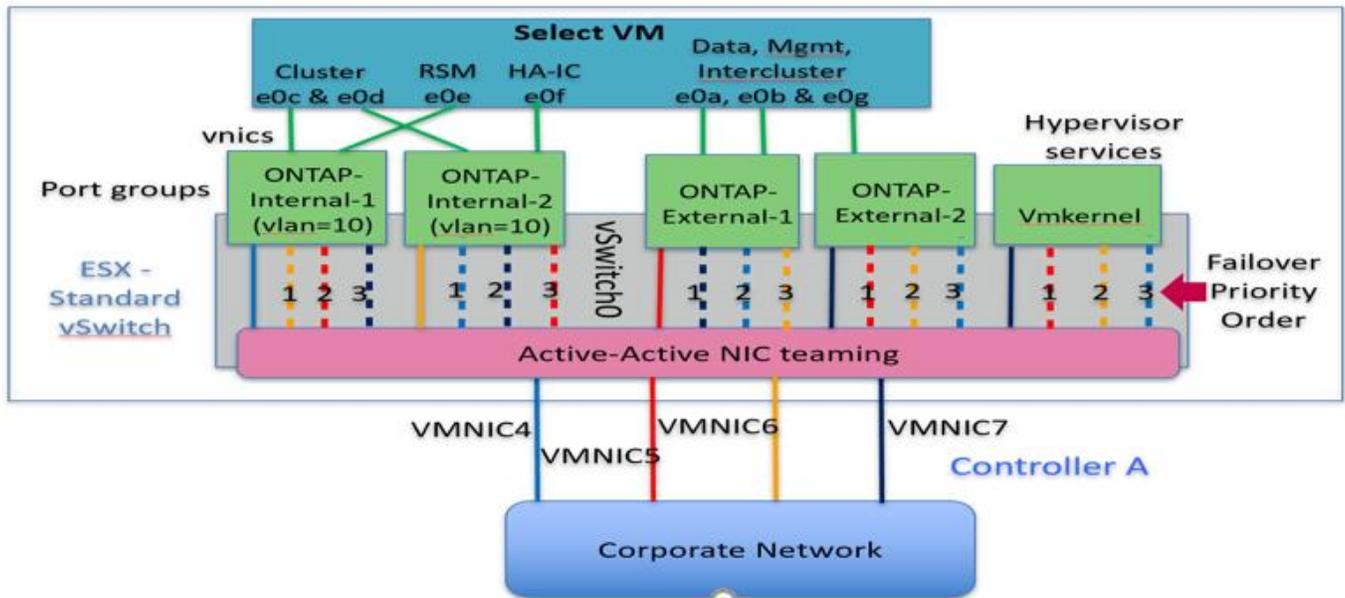 Select VM
Cluster
e0c & e0d
RSM
e0e
HA-IC
e0f
Data, Mgmt,
Intercluster
e0a, e0b & e0g
vnics
Hypervisor
services
Port groups
ONTAP-
Internal-1
(vlan=10)
ONTAP-
Internal-2
(vlan=10)
ONTAP-
External-1
ONTAP-
External-2
Vmkernel
vSwitch0
ESX -
Standard
vSwitch
1 2 3
1 2 3
1 2 3
1 2 3
1 2 3
Failover
Priority
Order
Active-Active NIC teaming
VMNIC4
VMNIC5
VMNIC6
VMNIC7
Controller A
Corporate Network